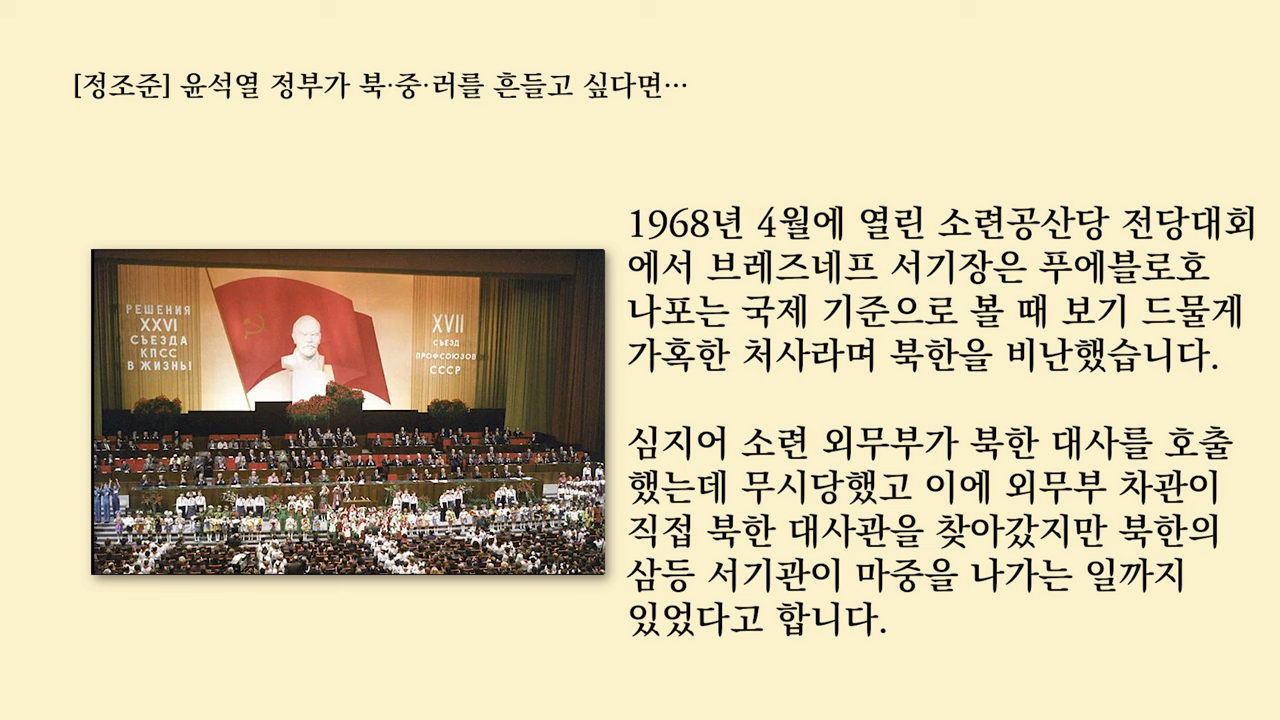 [정조준] 윤석열 정부가 북·중·러를 흔들고 싶다면…
РЕШЕНИЯ
XXVI
СЪЕЗДА
КПСС
В ЖИЗНЬ!
XVII
СЪЕЗД
ПРОФСОЮЗОВ
СССР
1968년 4월에 열린 소련공산당 전당대회
에서 브레즈네프 서기장은 푸에블로호
나포는 국제 기준으로 볼 때 보기 드물게
가혹한 처사라며 북한을 비난했습니다.
심지어 소련 외무부가 북한 대사를 호출
했는데 무시당했고 이에 외무부 차관이
직접 북한 대사관을 찾아갔지만 북한의
삼등 서기관이 마중을 나가는 일까지
있었다고 합니다.